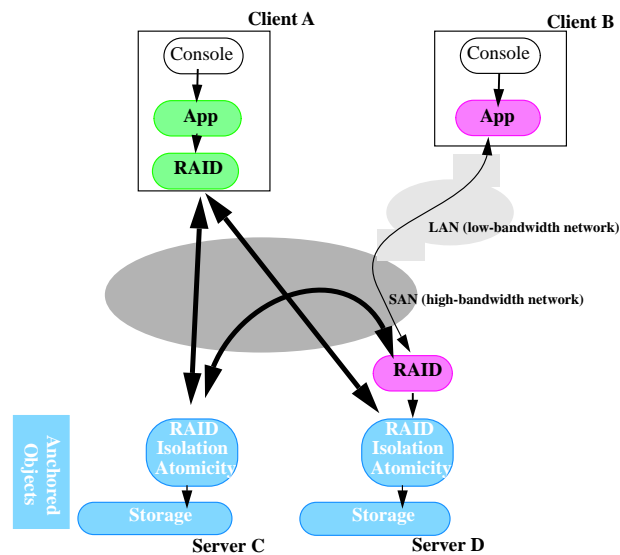 Client A
Client B
Console
Console
App
App
RAID
LAN (low-bandwidth network)
SAN (high-bandwidth network)
RAID
Anchored
Objects
RAID
Isolation
Atomicity
RAID
Isolation
Atomicity
Storage
Storage
Server C
Server D